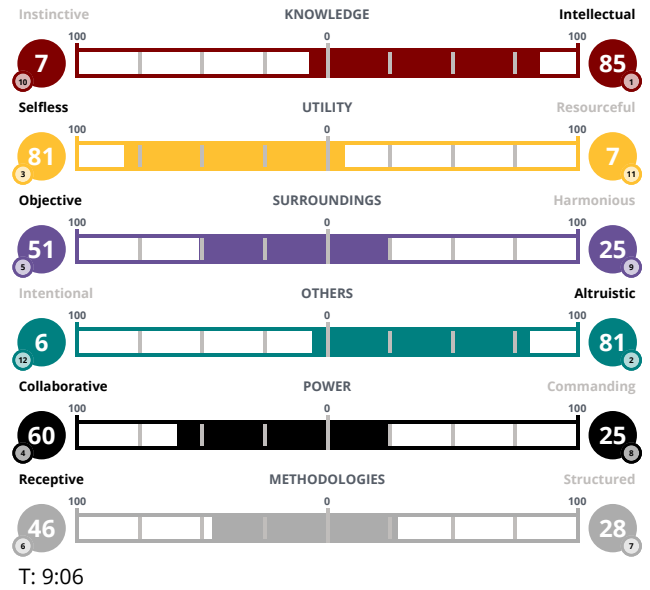 Instinctive KNOWLEDGE Intellectual
100 0 100
7 85
10 1
Selfless UTILITY Resourceful
100 0 100
81 7
3 11
Objective SURROUNDINGS Harmonious
100 0 100
51 25
5 9
Intentional OTHERS Altruistic
100 0 100
6 81
12 2
Collaborative POWER Commanding
100 0 100
60 25
4 8
Receptive METHODOLOGIES Structured
100 0 100
46 28
6 7
T: 9:06